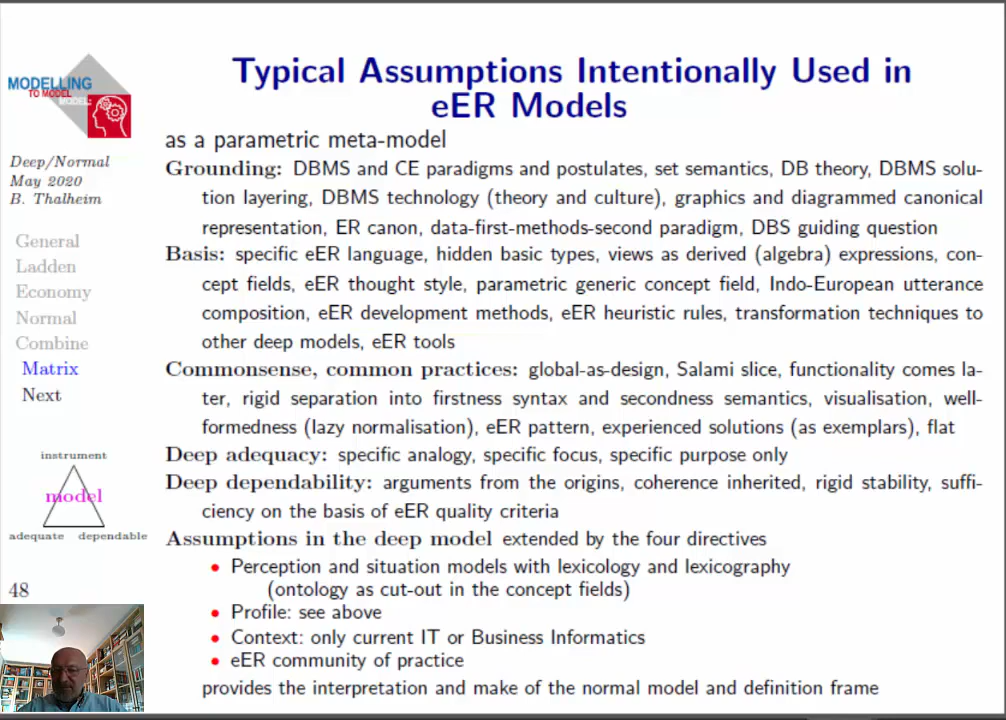 Typical Assumptions Intentionally Used in
eER Models
MODELLING
TO MODEL
MODEL:
Deep/Normal
May 2020
B. Thalheim
General
Ladden
Economy
Normal
Combine
Matrix
Next
instrument
model
adequate dependable
48
as a parametric meta-model
Grounding: DBMS and CE paradigms and postulates, set semantics, DB theory, DBMS solu-
tion layering, DBMS technology (theory and culture), graphics and diagrammed canonical
representation, ER canon, data-first-methods-second paradigm, DBS guiding question
Basis: specific eER language, hidden basic types, views as derived (algebra) expressions, con-
cept fields, eER thought style, parametric generic concept field, Indo-European utterance
composition, eER development methods, eER heuristic rules, transformation techniques to
other deep models, eER tools
Commonsense, common practices: global-as-design, Salami slice, functionality comes la-
ter, rigid separation into firstness syntax and secondness semantics, visualisation, well-
formedness (lazy normalisation), eER pattern, experienced solutions (as exemplars), flat
Deep adequacy: specific analogy, specific focus, specific purpose only
Deep dependability: arguments from the origins, coherence inherited, rigid stability, suffi-
ciency on the basis of eER quality criteria
Assumptions in the deep model extended by the four directives
• Perception and situation models with lexicology and lexicography
(ontology as cut-out in the concept fields)
• Profile: see above
• Context: only current IT or Business Informatics
• eER community of practice
provides the interpretation and make of the normal model and definition frame